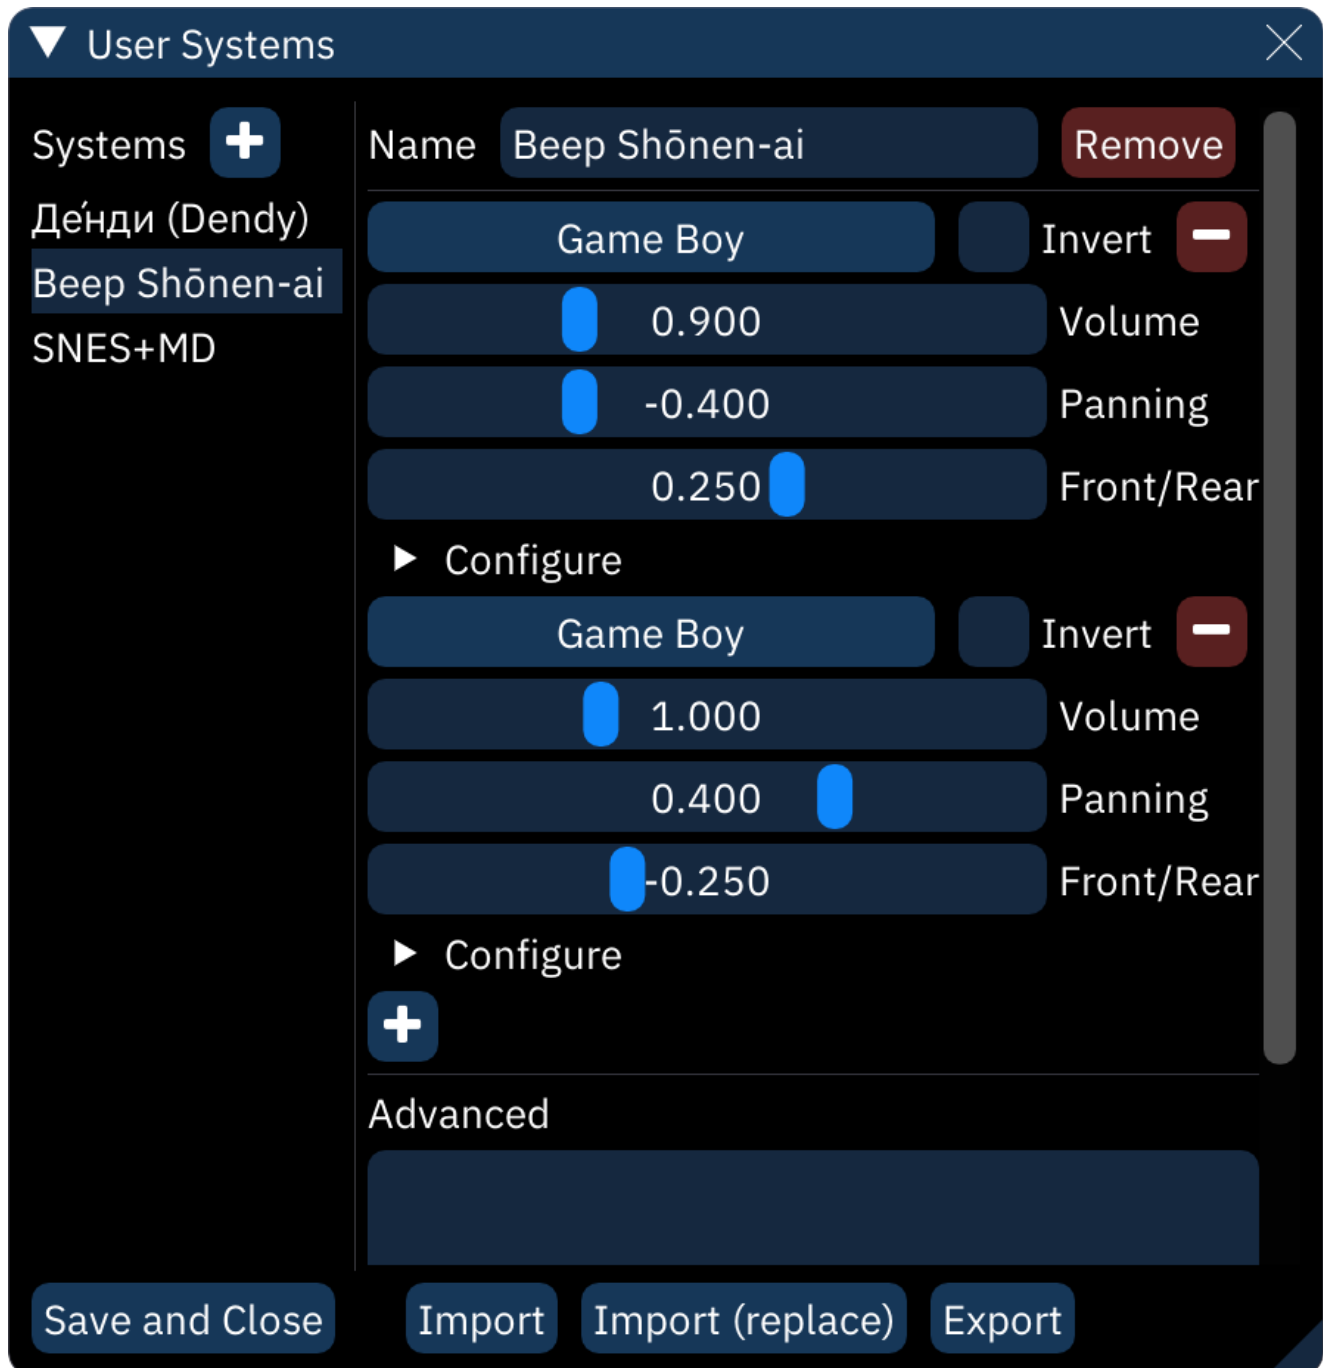 User Systems
Systems
Де́нди (Dendy)
Beep Shōnen-ai
SNES+MD
Name Beep Shōnen-ai Remove
Game Boy Invert
0.900 Volume
-0.400 Panning
0.250 Front/Rear
Configure
Game Boy Invert
1.000 Volume
0.400 Panning
-0.250 Front/Rear
Configure
Advanced
Save and Close Import Import (replace) Export